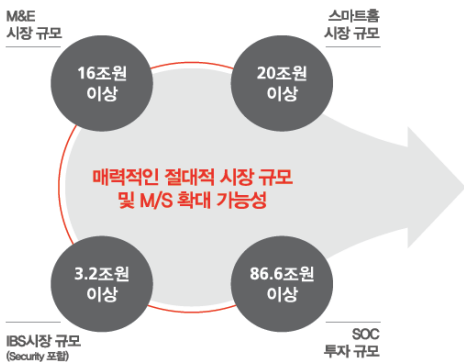 M&E
시장 규모
스마트홈
시장 규모
16조원
이상
20조원
이상
매력적인 절대적 시장 규모
및 M/S 확대 가능성
3.2조원
이상
86.6조원
이상
IBS시장 규모
(Security 포함)
SOC
투자 규모